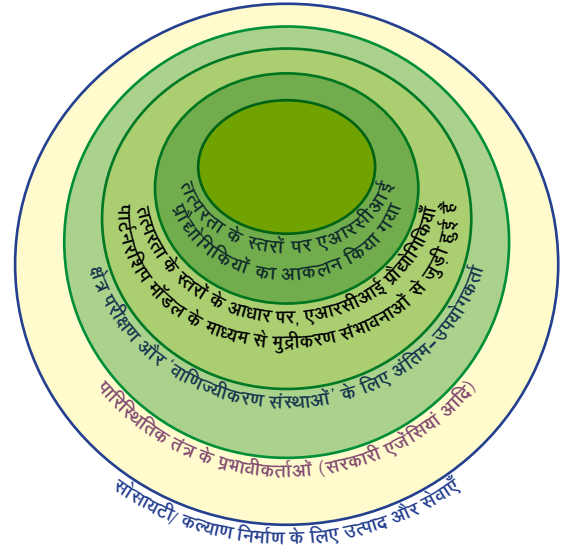 तत्परता के स्तरों पर एआरसीआई
प्रौद्योगिकियों का आकलन किया गया
तत्परता के स्तरों के आधार पर, एआरसीआई प्रौद्योगिकियाँ
पार्टनरशिप मॉडल के माध्यम से मुद्रीकरण संभावनाओं से जुड़ी हुई है
क्षेत्र परीक्षण और 'वाणिज्यीकरण संस्थाओं' के लिए अंतिम-उपयोगकर्ता
पारिस्थितिक तंत्र के प्रभावीकर्ताओं (सरकारी एजेंसियां आदि)
सोसायटी/ कल्याण निर्माण के लिए उत्पाद और सेवाएँ